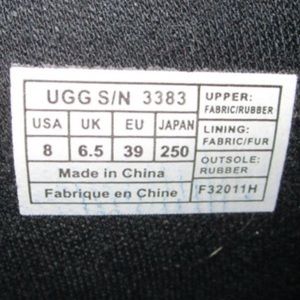 UGG S/N 3383
USA UK EU JAPAN
8 6.5 39 250
Made in China
Fabrique en Chine
UPPER:
FABRIC/RUBBER
LINING:
FABRIC/FUR
OUTSOLE:
RUBBER
F32011H